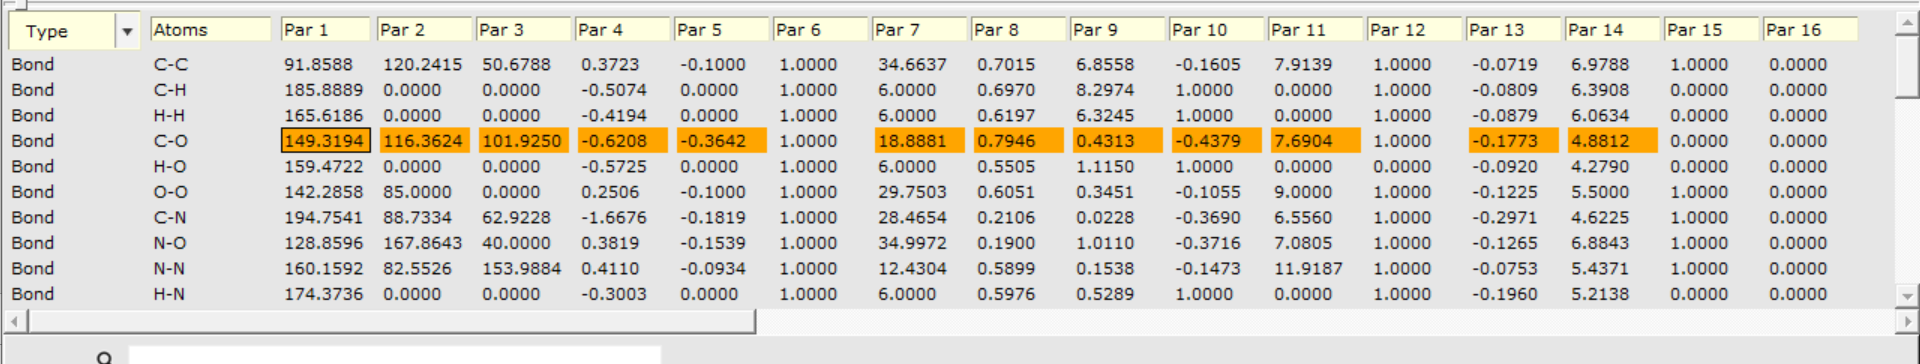 Type Atoms Par 1 Par 2 Par 3 Par 4 Par 5 Par 6 Par 7 Par 8 Par 9 Par 10 Par 11 Par 12 Par 13 Par 14 Par 15 Par 16
Bond C-C 91.8588 120.2415 50.6788 0.3723 -0.1000 1.0000 34.6637 0.7015 6.8558 -0.1605 7.9139 1.0000 -0.0719 6.9788 1.0000 0.0000
Bond C-H 185.8889 0.0000 0.0000 -0.5074 0.0000 1.0000 6.0000 0.6970 8.2974 1.0000 0.0000 1.0000 -0.0809 6.3908 0.0000 0.0000
Bond H-H 165.6186 0.0000 0.0000 -0.4194 0.0000 1.0000 6.0000 0.6197 6.3245 1.0000 0.0000 1.0000 -0.0879 6.0634 0.0000 0.0000
Bond C-O 149.3194 116.3624 101.9250 -0.6208 -0.3642 1.0000 18.8881 0.7946 0.4313 -0.4379 7.6904 1.0000 -0.1773 4.8812 0.0000 0.0000
Bond H-O 159.4722 0.0000 0.0000 -0.5725 0.0000 1.0000 6.0000 0.5505 1.1150 1.0000 0.0000 0.0000 -0.0920 4.2790 0.0000 0.0000
Bond O-O 142.2858 85.0000 0.0000 0.2506 -0.1000 1.0000 29.7503 0.6051 0.3451 -0.1055 9.0000 1.0000 -0.1225 5.5000 1.0000 0.0000
Bond C-N 194.7541 88.7334 62.9228 -1.6676 -0.1819 1.0000 28.4654 0.2106 0.0228 -0.3690 6.5560 1.0000 -0.2971 4.6225 0.0000 0.0000
Bond N-O 128.8596 167.8643 40.0000 0.3819 -0.1539 1.0000 34.9972 0.1900 1.0110 -0.3716 7.0805 1.0000 -0.1265 6.8843 1.0000 0.0000
Bond N-N 160.1592 82.5526 153.9884 0.4110 -0.0934 1.0000 12.4304 0.5899 0.1538 -0.1473 11.9187 1.0000 -0.0753 5.4371 1.0000 0.0000
Bond H-N 174.3736 0.0000 0.0000 -0.3003 0.0000 1.0000 6.0000 0.5976 0.5289 1.0000 0.0000 1.0000 -0.1960 5.2138 0.0000 0.0000